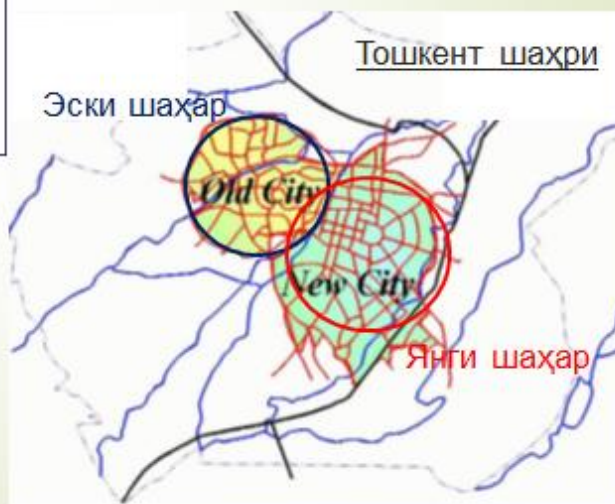 Тошкент шаҳри
Эски шаҳар
Old City
New City
Янги шаҳар